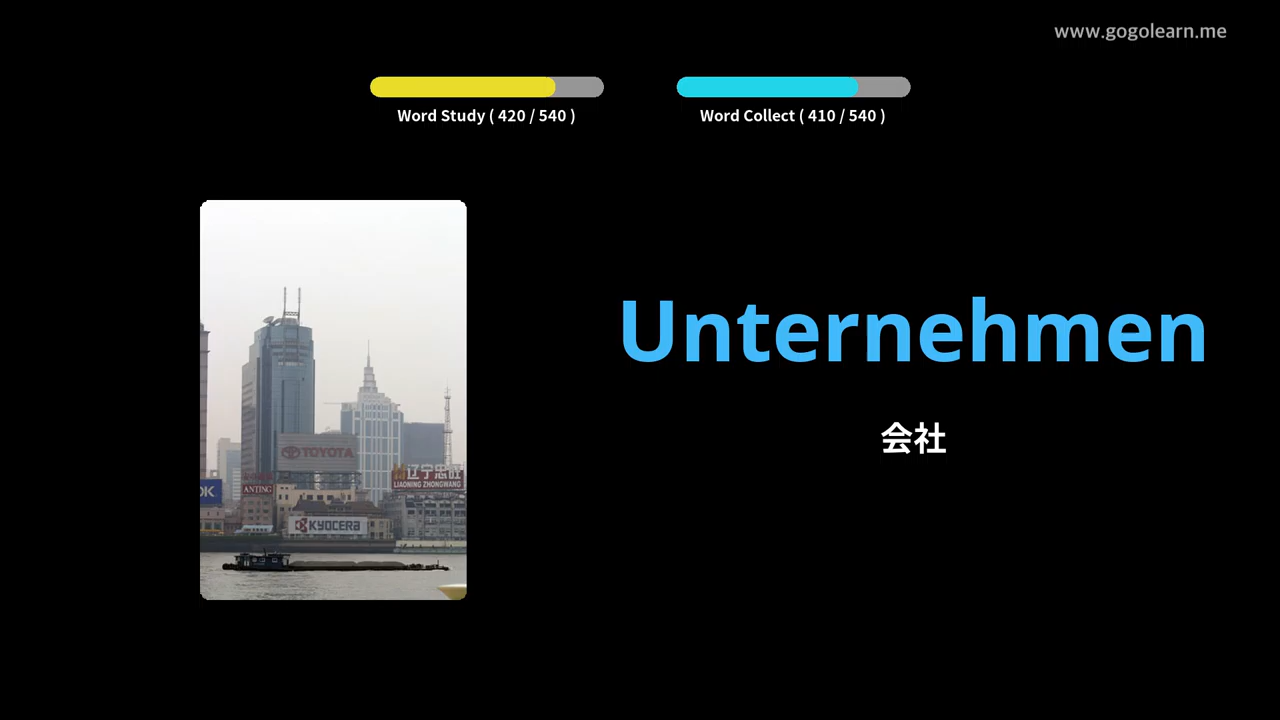 www.gogolearn.me
Word Study ( 420 / 540 )
Word Collect ( 410 / 540 )
Unternehmen
会社
TOYOTA
辽宁忠旺
LIAONING ZHONGWANG
OK
ANTING
KYOCERA